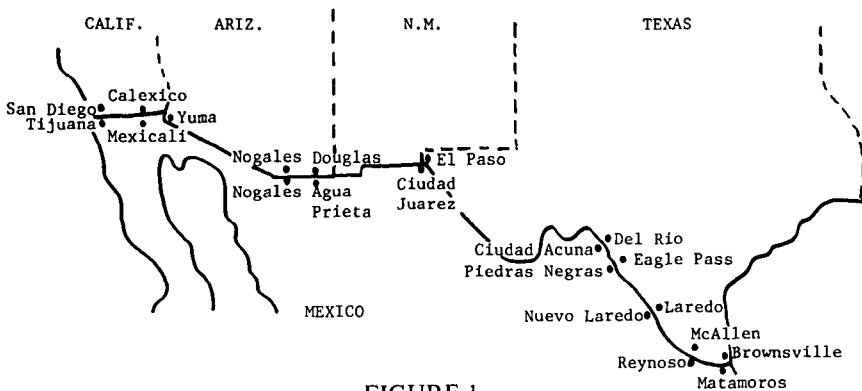 CALIF. ARIZ. N.M. TEXAS
San Diego Calexico
Tijuana Mexicali Yuma
Nogales Douglas El Paso
Nogales Agua Prieta
Ciudad Juarez
Ciudad Acuna Del Rio
Piedras Negras Eagle Pass
MEXICO
Nuevo Laredo Laredo
McAllen
Reynoso Brownsville
Matamoros
FIGURE 1